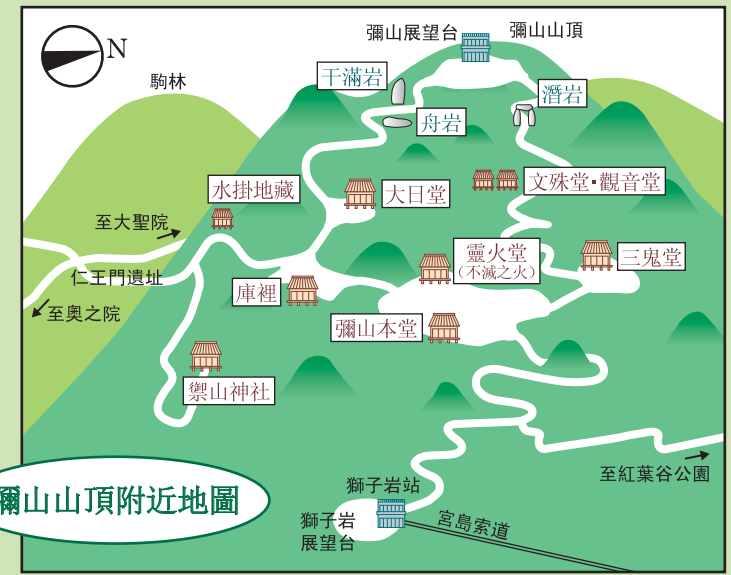 N
駒林
彌山展望台
彌山山頂
干滿岩
舟岩
潛岩
水掛地藏
大日堂
文殊堂・觀音堂
至大聖院
仁王門遺址
至奧之院
庫裡
靈火堂
（不滅之火）
三鬼堂
彌山本堂
禦山神社
至紅葉谷公園
彌山山頂附近地圖
獅子岩站
獅子岩
展望台
宮島索道